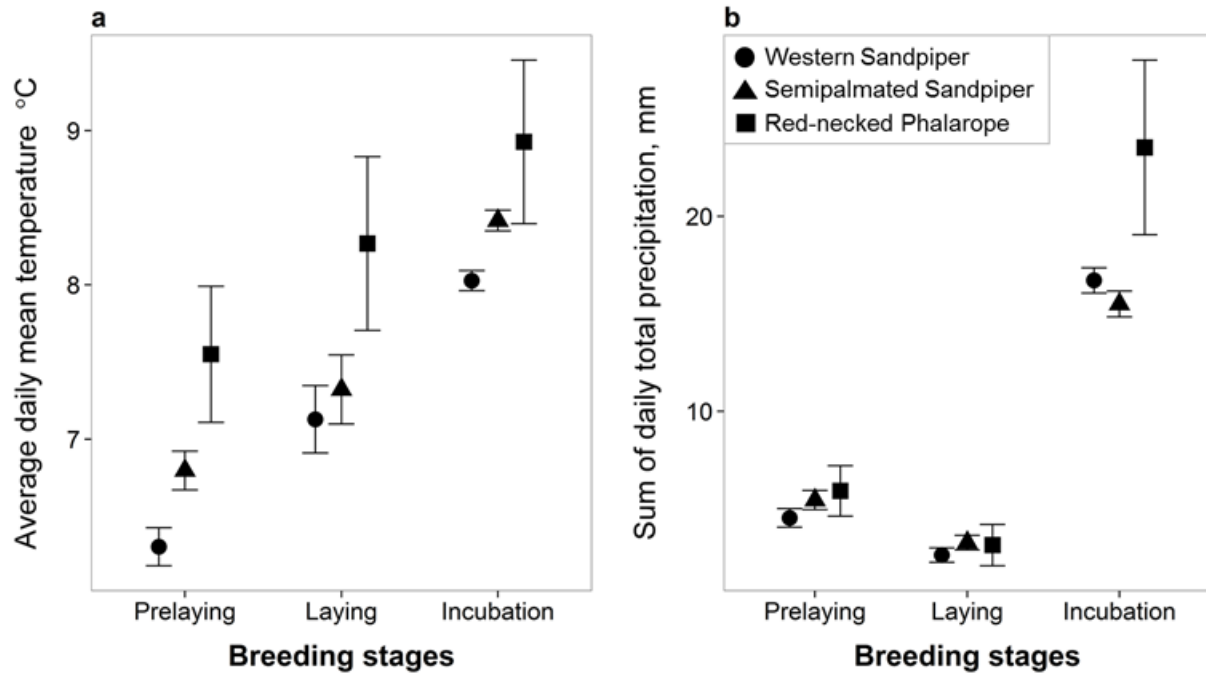 a
Average daily mean temperature °C
9
8
7
Prelaying
Laying
Incubation
Breeding stages
b
Sum of daily total precipitation, mm
Western Sandpiper
Semipalmated Sandpiper
Red-necked Phalarope
20
10
Prelaying
Laying
Incubation
Breeding stages